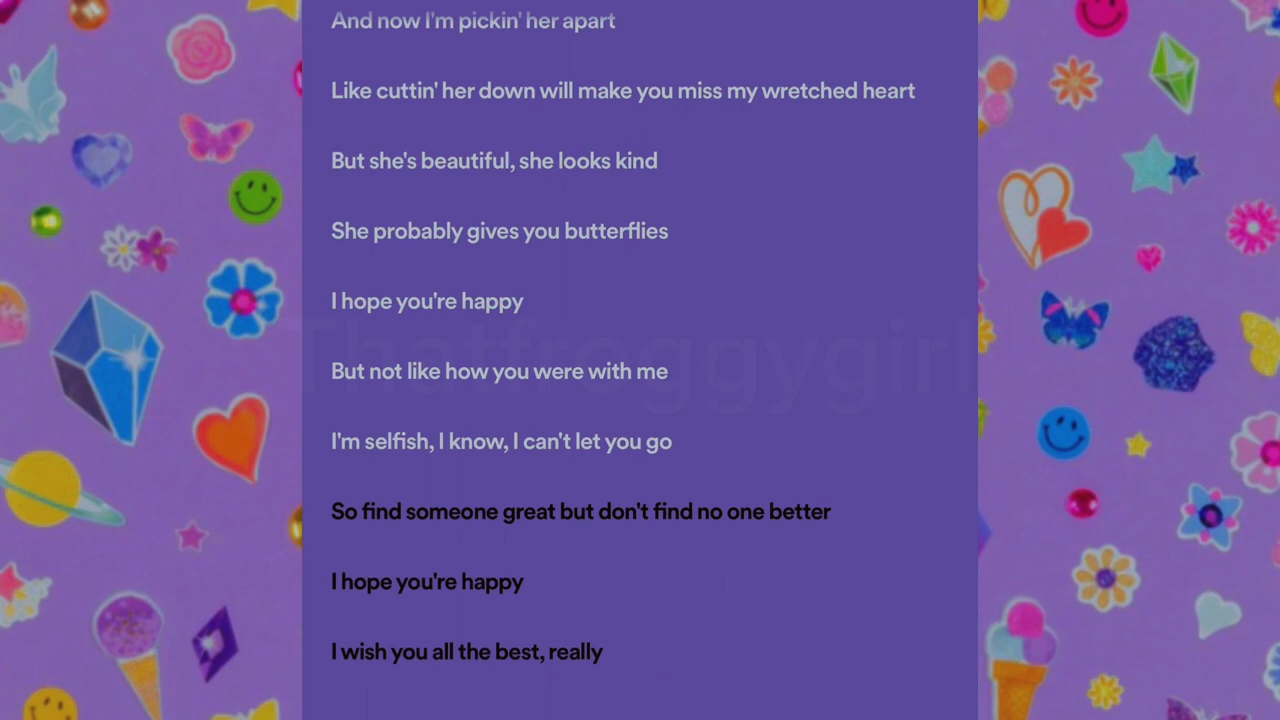 And now I'm pickin' her apart
Like cuttin' her down will make you miss my wretched heart
But she's beautiful, she looks kind
She probably gives you butterflies
I hope you're happy
But not like how you were with me
Thatfroggygirl
I'm selfish, I know, I can't let you go
So find someone great but don't find no one better
I hope you're happy
I wish you all the best, really